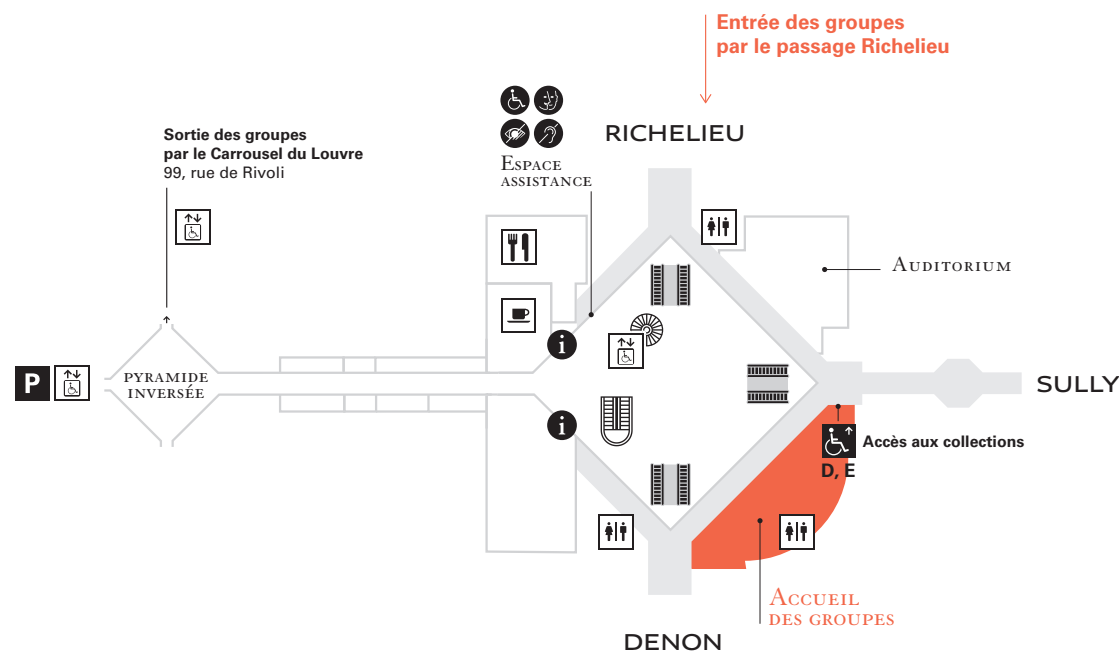 Entrée des groupes
par le passage Richelieu
Sortie des groupes
par le Carrousel du Louvre
99, rue de Rivoli
RICHELIEU
Espace
assistance
Auditorium
i
P
pyramide
inversée
SULLY
i
Accès aux collections
D, E
Accueil
des groupes
DENON